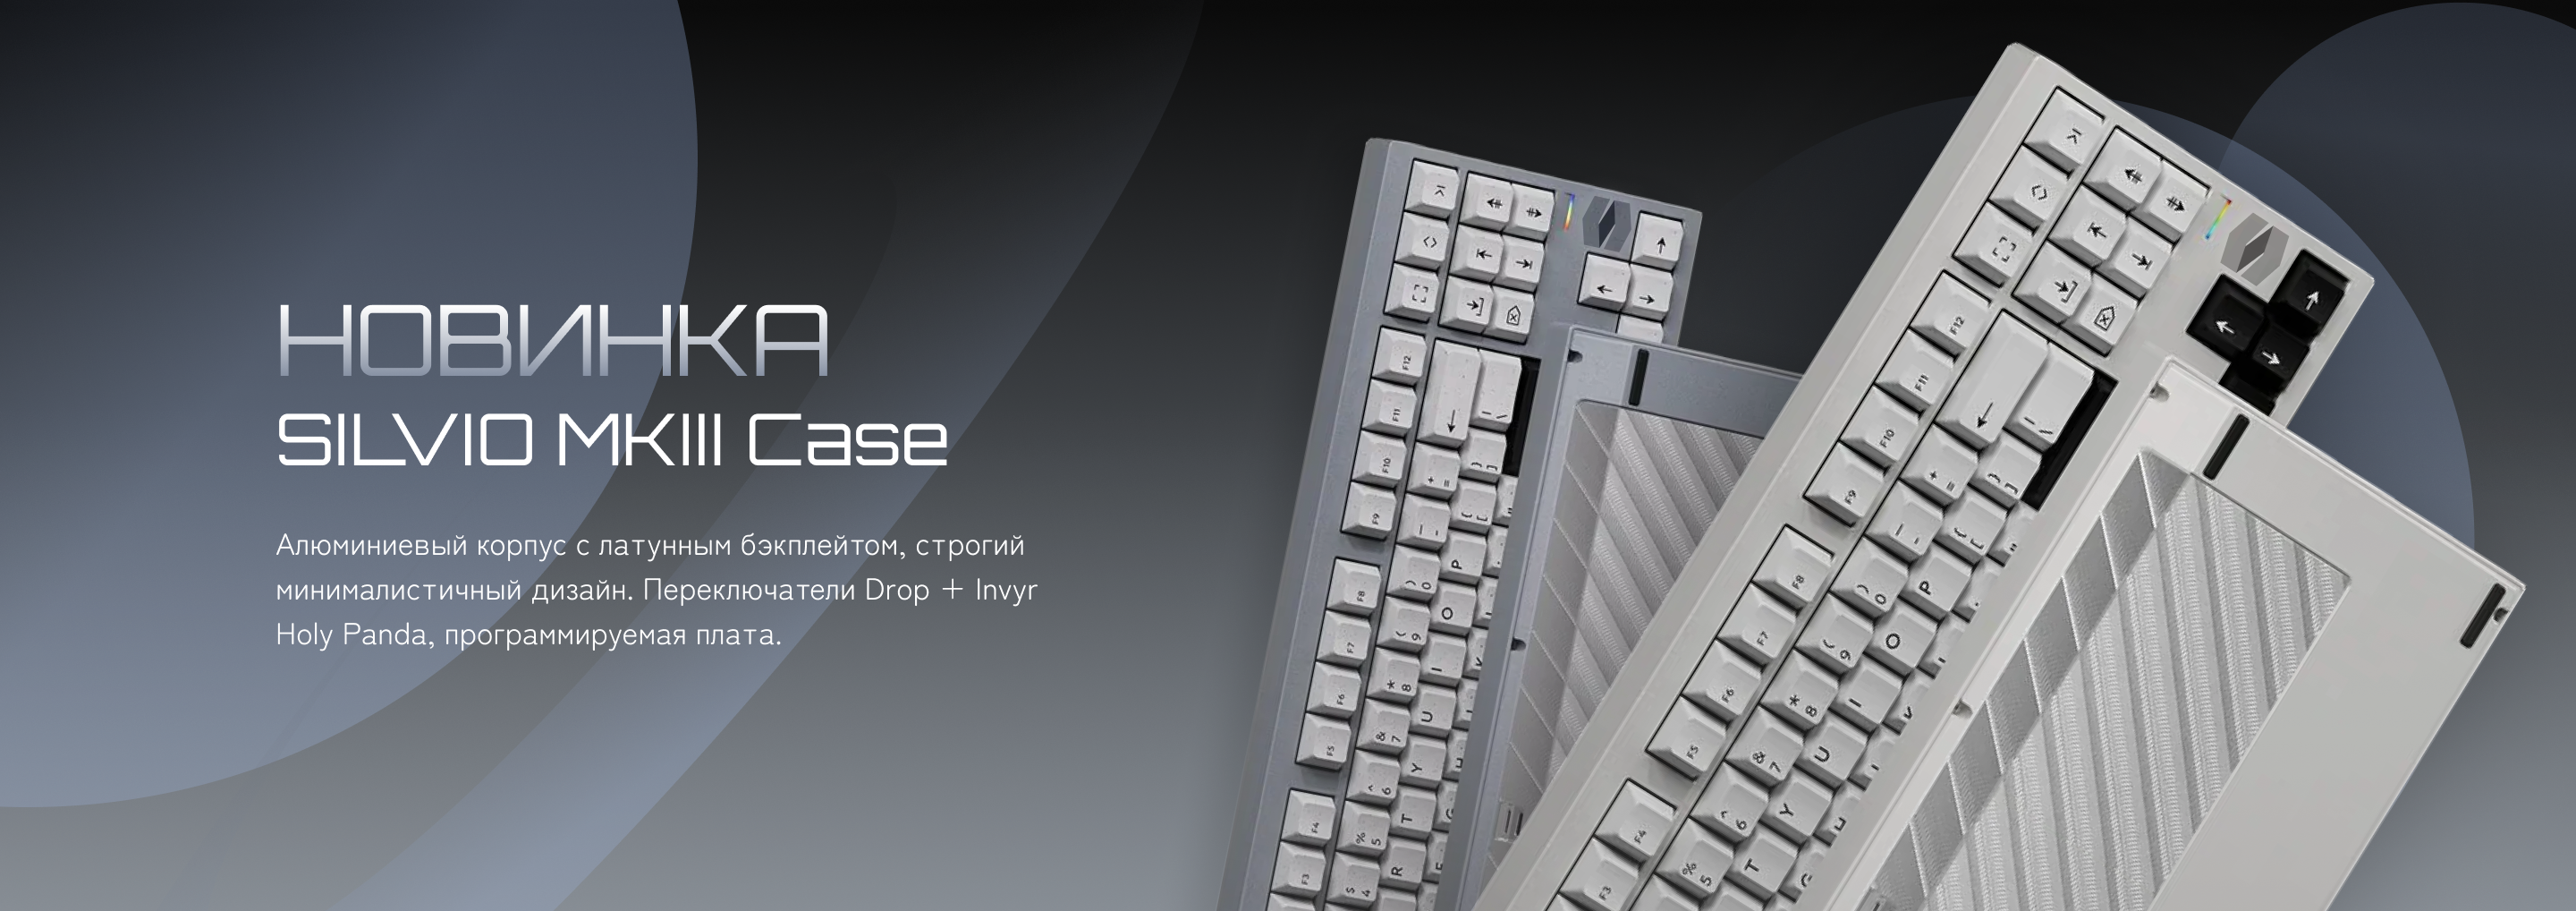 НОВИНКА
SILVIO MKIII Case
Алюминиевый корпус с латунным бэкплейтом, строгий
минималистичный дизайн. Переключатели Drop + Invyr
Holy Panda, программируемая плата.